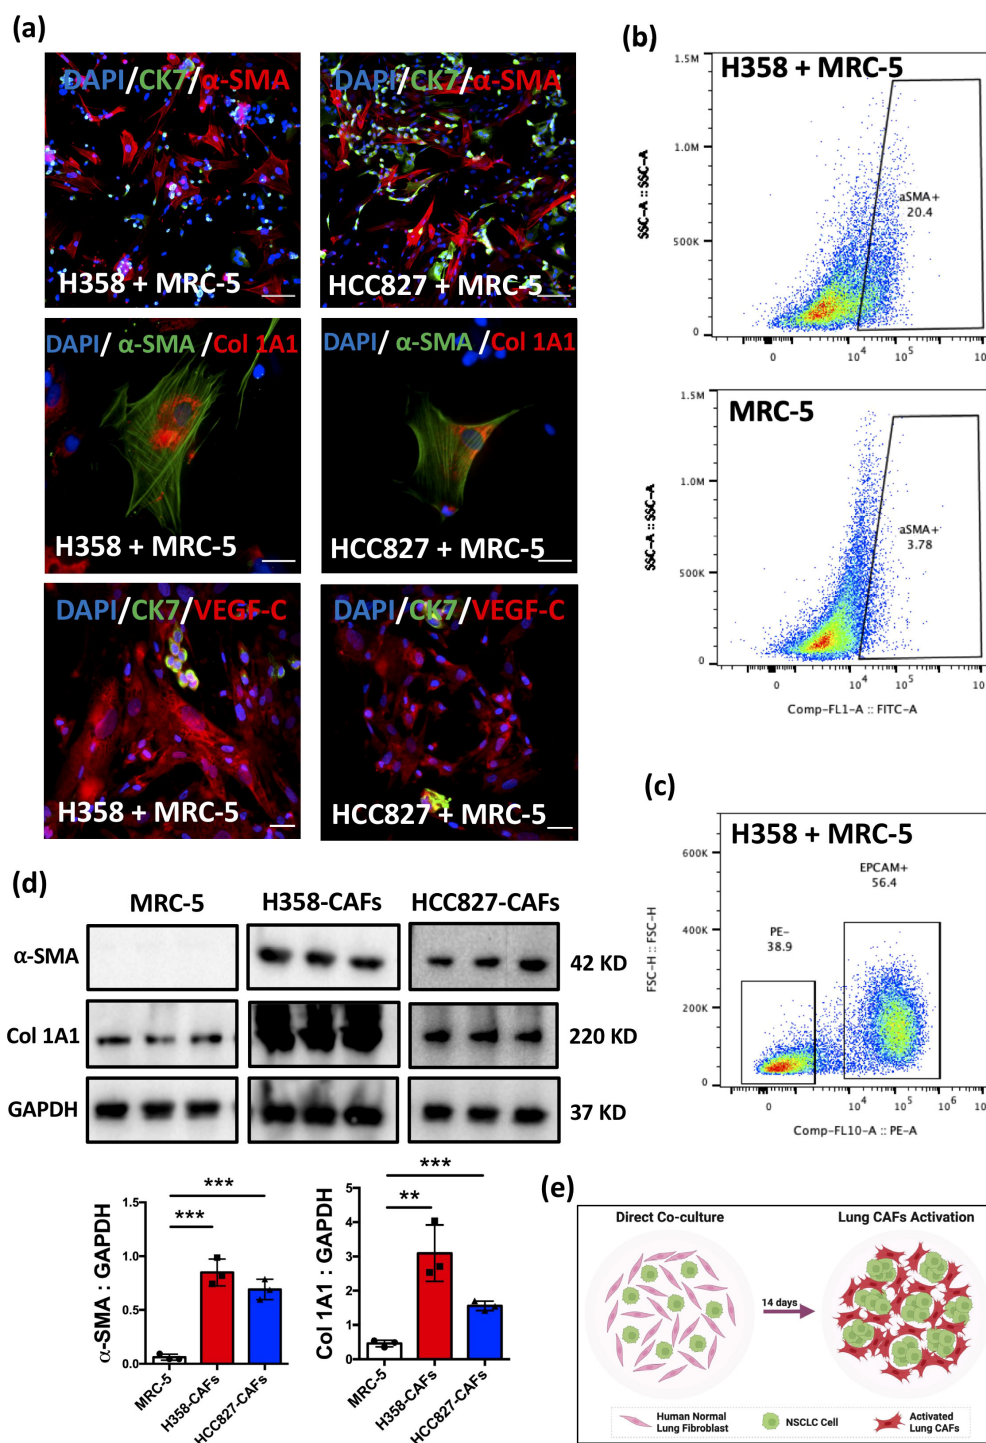 (a)
DAPI/CK7/α-SMA
H358 + MRC-5
DAPI/CK7/α-SMA
HCC827 + MRC-5
DAPI/ α-SMA /Col 1A1
H358 + MRC-5
DAPI/ α-SMA /Col 1A1
HCC827 + MRC-5
DAPI/CK7/VEGF-C
H358 + MRC-5
DAPI/CK7/VEGF-C
HCC827 + MRC-5
(b)
H358 + MRC-5
SSC-A :: SSC-A
1.5M
1.0M
500K
0
aSMA+
20.4
0
10⁴
10⁵
MRC-5
SSC-A :: SSC-A
1.5M
1.0M
500K
0
aSMA+
3.78
0
10⁴
10⁵
Comp-FL1-A :: FITC-A
(c)
H358 + MRC-5
FSC-H :: FSC-H
600K
400K
200K
0
EPCAM+
56.4
PE-
38.9
0
10⁴
10⁵
10⁶
Comp-FL10-A :: PE-A
(d)
MRC-5
H358-CAFs
HCC827-CAFs
α-SMA
42 KD
Col 1A1
220 KD
GAPDH
37 KD
α-SMA : GAPDH
1.5
1.0
0.5
0.0
***
***
MRC-5
H358-CAFs
HCC827-CAFs
Col 1A1 : GAPDH
5
4
3
2
1
0
***
**
MRC-5
H358-CAFs
HCC827-CAFs
(e)
Direct Co-culture
Lung CAFs Activation
14 days
Human Normal
Lung Fibroblast
NSCLC Cell
Activated
Lung CAFs